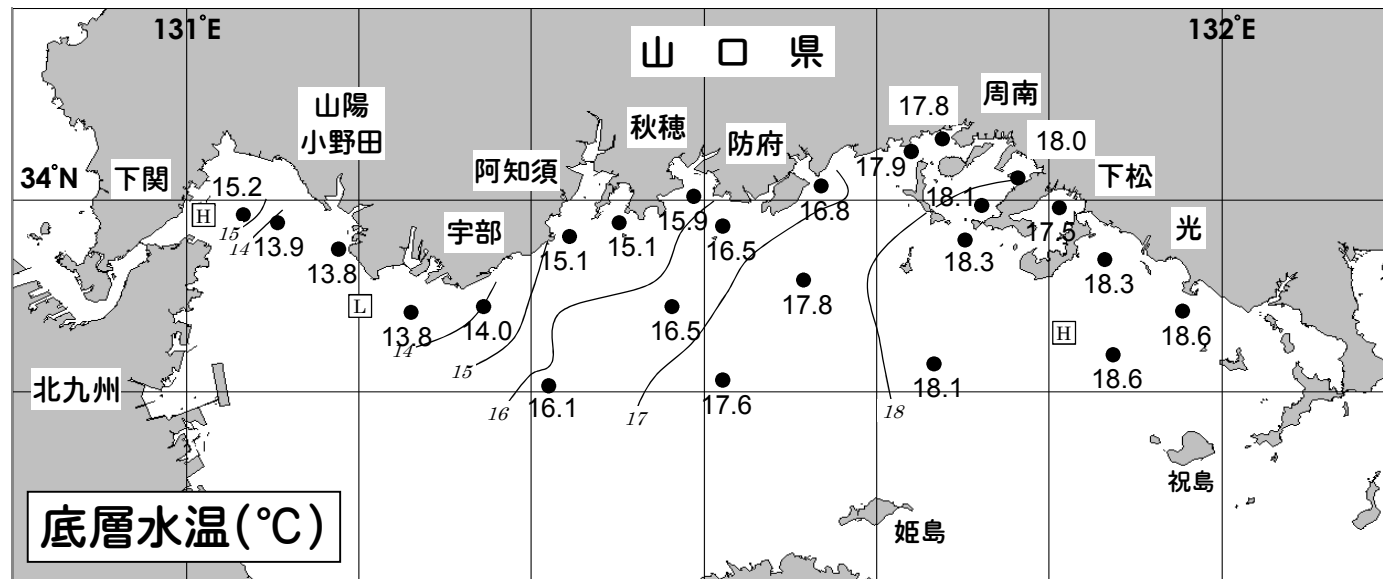 131°E
132°E
山口県
17.8
周南
山陽
小野田
秋穂
防府
17.9
18.0
34°N
下関
15.2
阿知須
下松
H
15
14
13.9
15.9
16.8
18.1
宇部
15.1
15.1
16.5
17.5
光
13.8
18.3
18.3
L
17.8
13.8
14.0
16.5
H
18.6
14
15
北九州
16
16.1
17
17.6
18
18.1
18.6
2
祝島
底層水温(℃)
姫島